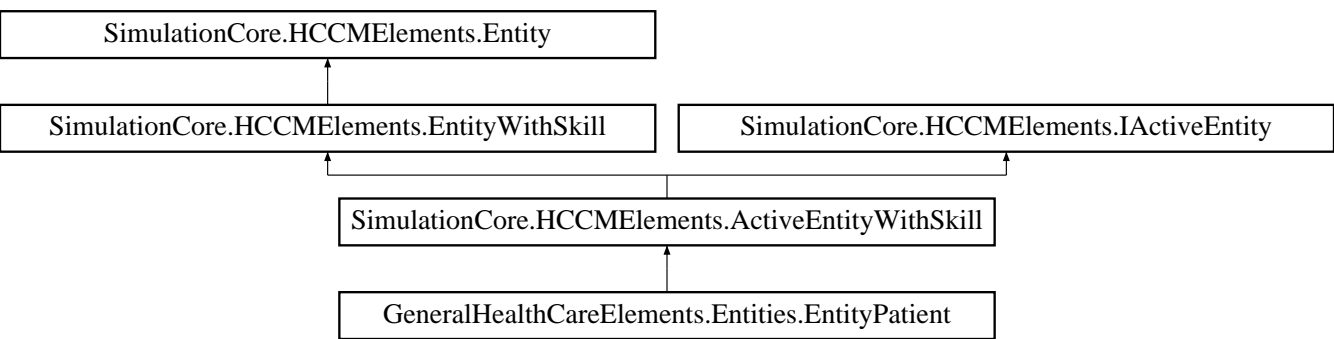 SimulationCore.HCCMElements.Entity
SimulationCore.HCCMElements.EntityWithSkill
SimulationCore.HCCMElements.IActiveEntity
SimulationCore.HCCMElements.ActiveEntityWithSkill
GeneralHealthCareElements.Entities.EntityPatient